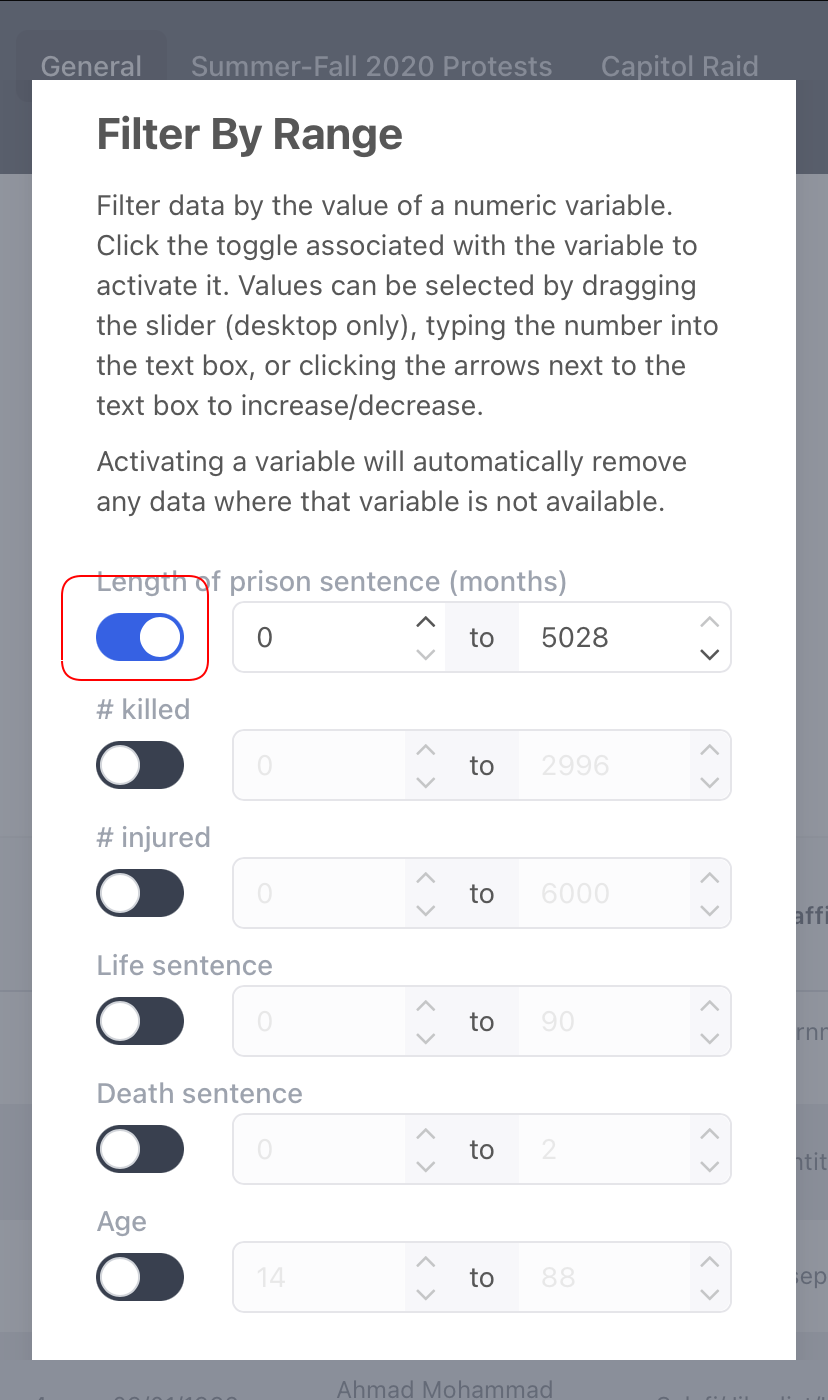 General Summer-Fall 2020 Protests Capitol Raid
Filter By Range
Filter data by the value of a numeric variable.
Click the toggle associated with the variable to
activate it. Values can be selected by dragging
the slider (desktop only), typing the number into
the text box, or clicking the arrows next to the
text box to increase/decrease.
Activating a variable will automatically remove
any data where that variable is not available.
Length of prison sentence (months)
0 to 5028
# killed
0 to 2996
# injured
0 to 6000
Life sentence
0 to 90
Death sentence
0 to 2
Age
14 to 88
Ahmad Mohammad